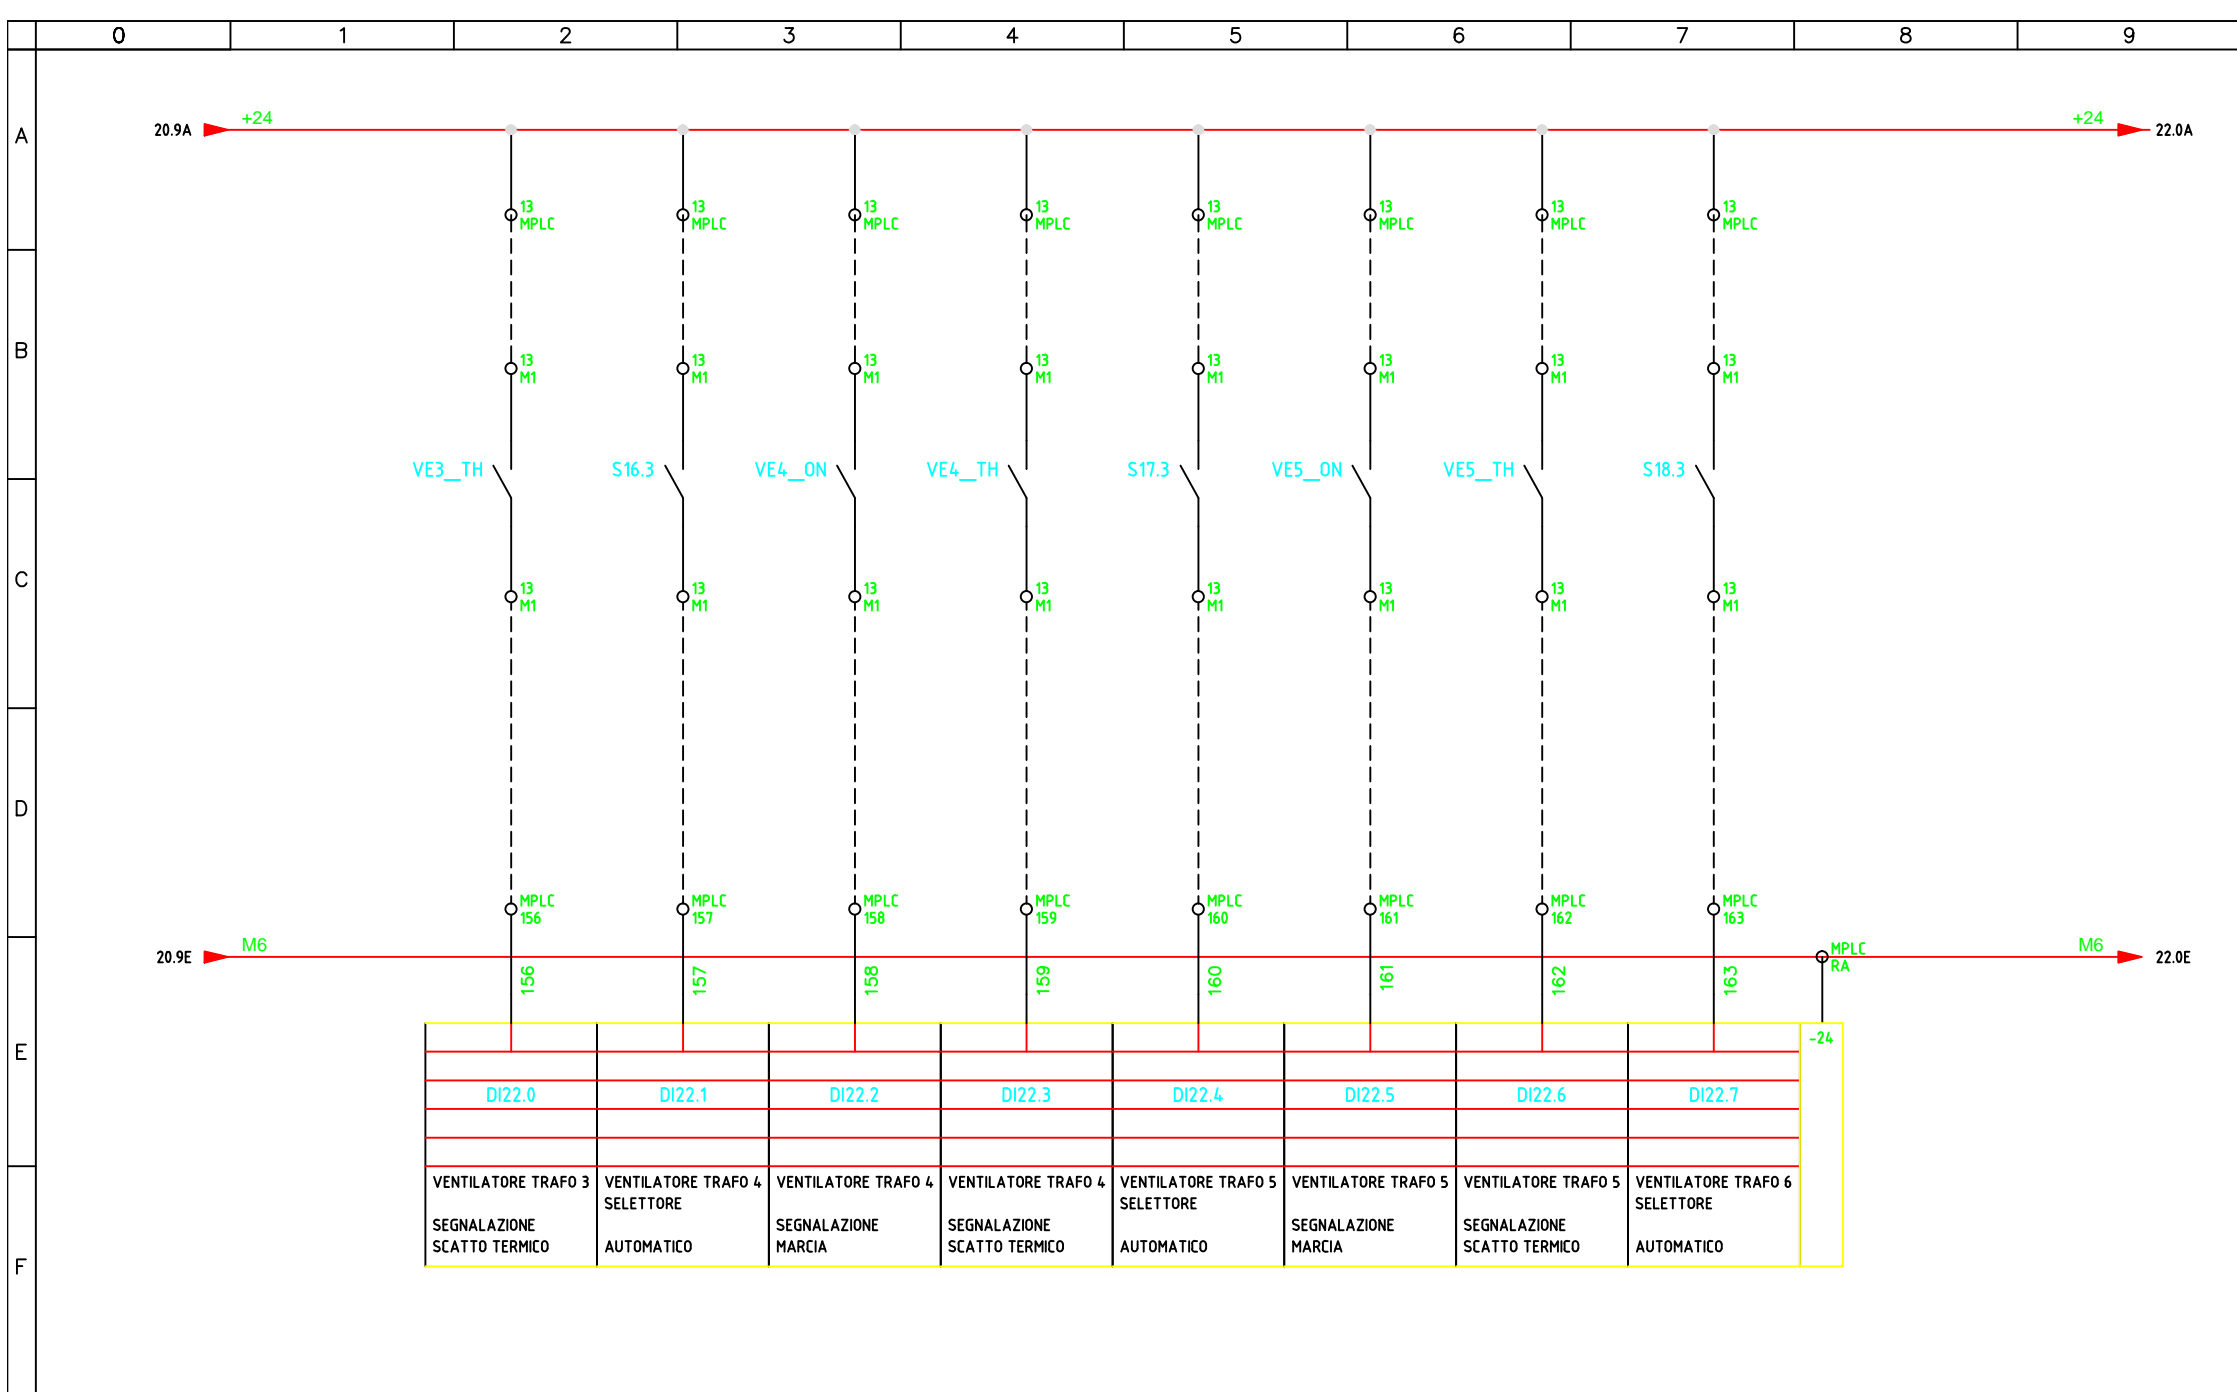 0 1 2 3 4 5 6 7 8 9
A
20.9A +24 +24 22.0A
13 13 13 13 13 13 13 13
MPLC MPLC MPLC MPLC MPLC MPLC MPLC MPLC
B
13 13 13 13 13 13 13 13
M1 M1 M1 M1 M1 M1 M1 M1
VE3__TH S16.3 VE4__ON VE4__TH S17.3 VE5__ON VE5__TH S18.3
C
13 13 13 13 13 13 13 13
M1 M1 M1 M1 M1 M1 M1 M1
D
MPLC MPLC MPLC MPLC MPLC MPLC MPLC MPLC
156 157 158 159 160 161 162 163
20.9E M6 MPLC M6 22.0E
RA
156 157 158 159 160 161 162 163
E
-24
DI22.0 DI22.1 DI22.2 DI22.3 DI22.4 DI22.5 DI22.6 DI22.7
VENTILATORE TRAFO 3 VENTILATORE TRAFO 4 VENTILATORE TRAFO 4 VENTILATORE TRAFO 4 VENTILATORE TRAFO 5 VENTILATORE TRAFO 5 VENTILATORE TRAFO 5 VENTILATORE TRAFO 6
SELETTORE SELETTORE SELETTORE
SEGNALAZIONE SEGNALAZIONE SEGNALAZIONE SEGNALAZIONE SEGNALAZIONE
SCATTO TERMICO AUTOMATICO MARCIA SCATTO TERMICO AUTOMATICO MARCIA SCATTO TERMICO AUTOMATICO
F